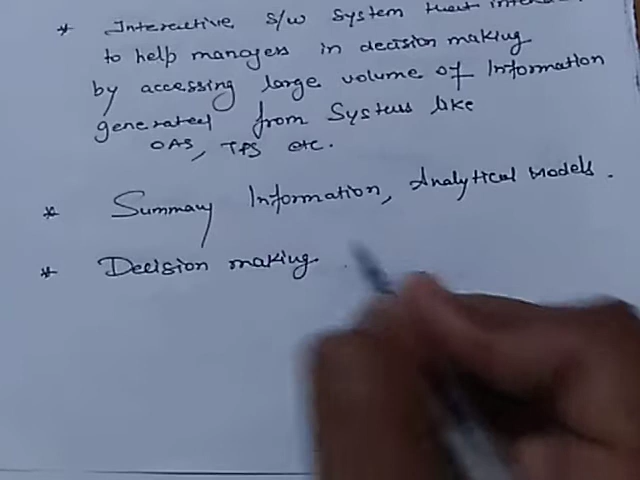 * Interactive s/w system that
to help managers in decision making
by accessing large volume of Information
generated from Systems like
OAS, TPS etc.
* Summary Information, Analytical Models.
* Decision making.